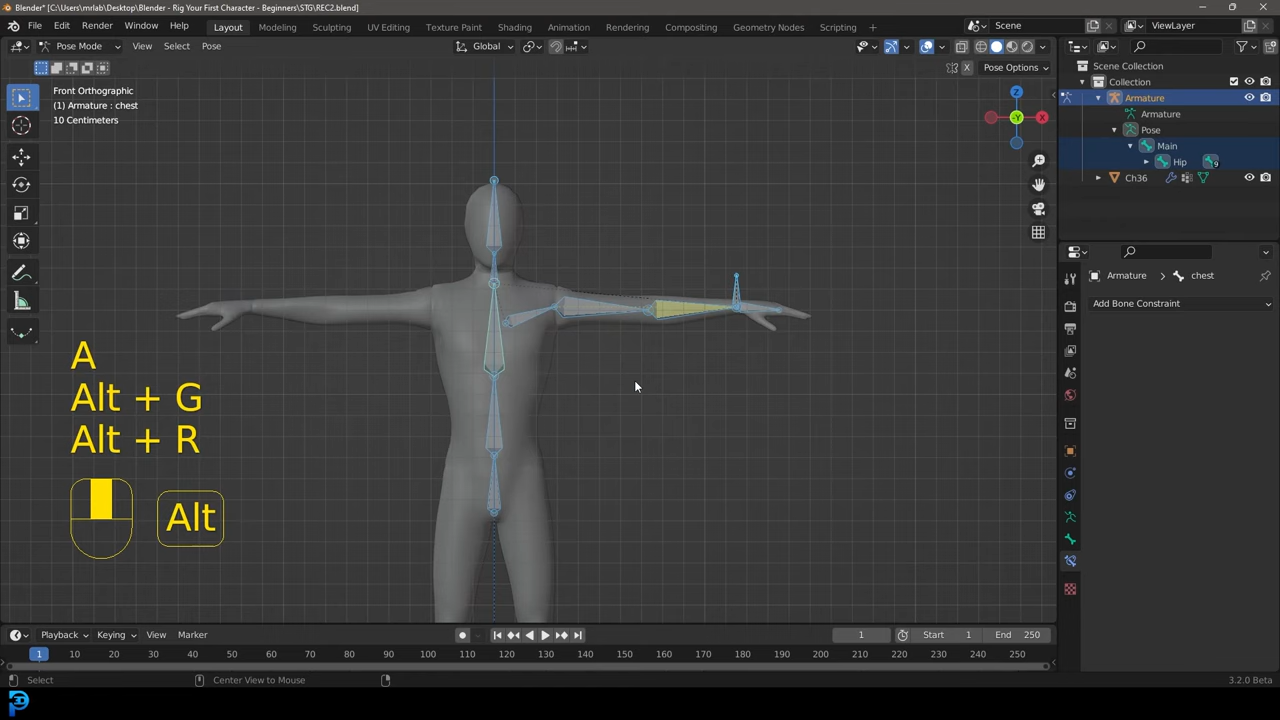 Blender* [C:\Users\mrlab\Desktop\Blender - Rig Your First Character - Beginners\STG\REC2.blend]
File Edit Render Window Help Layout Modeling Sculpting UV Editing Texture Paint Shading Animation Rendering Compositing Geometry Nodes Scripting Scene ViewLayer
Pose Mode View Select Pose Global
X Pose Options
Front Orthographic
(1) Armature : chest
10 Centimeters
Z
-Y
X
Scene Collection
Collection
Armature
Armature
Pose
Main
Hip 9
Ch36
Armature > chest
Add Bone Constraint
A
Alt + G
Alt + R
Alt
Playback Keying View Marker 1 Start 1 End 250
1 10 20 30 40 50 60 70 80 90 100 110 120 130 140 150 160 170 180 190 200 210 220 230 240 250
Select Center View to Mouse 3.2.0 Beta